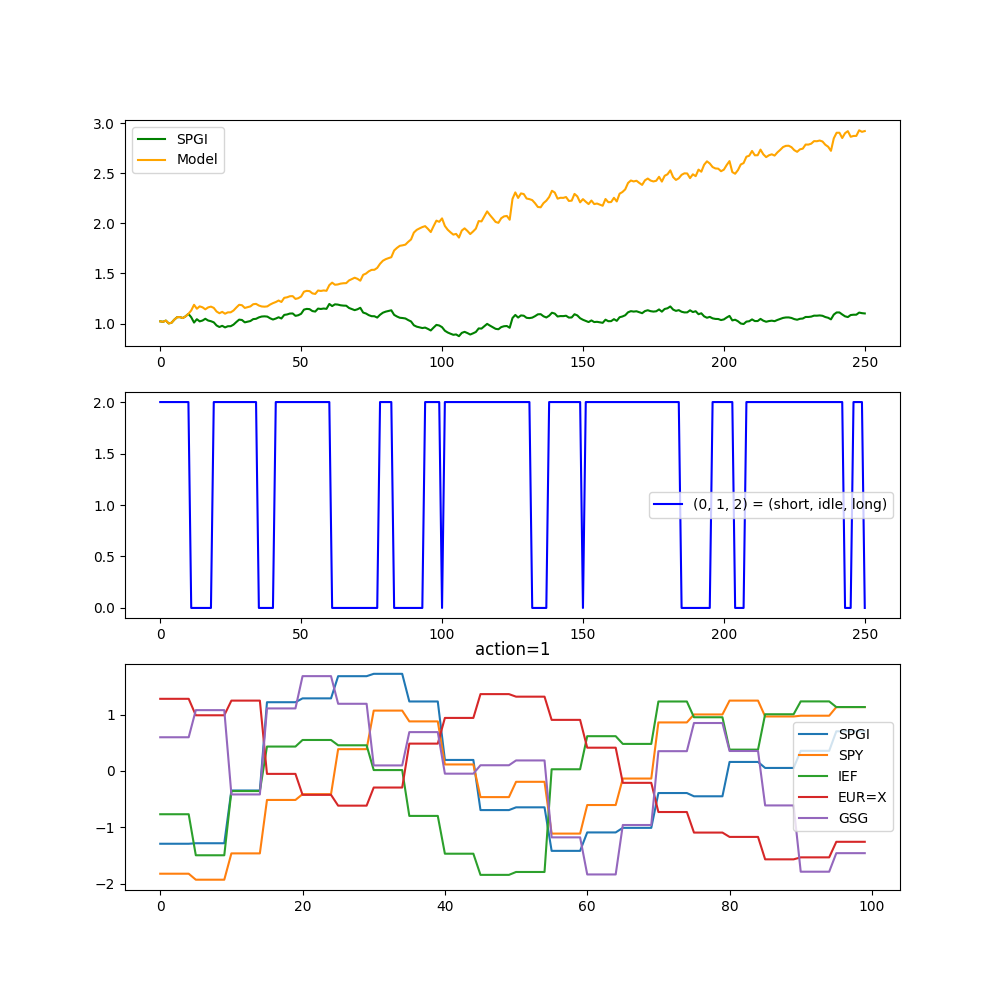 3.0
2.5
2.0
1.5
1.0
SPGI
Model
0 50 100 150 200 250
2.0
1.5
1.0
0.5
0.0
(0, 1, 2) = (short, idle, long)
0 50 100 150 200 250
action=1
1
0
−1
−2
SPGI
SPY
IEF
EUR=X
GSG
0 20 40 60 80 100